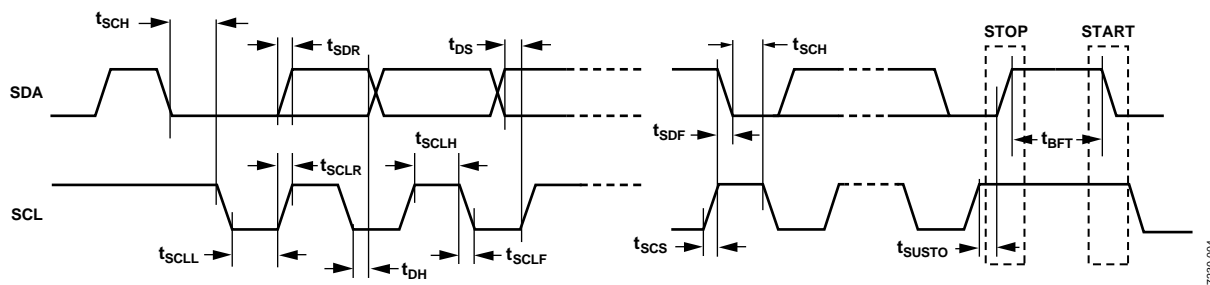 tSCH
tSDR
tDS
tSCH
STOP
START
SDA
tSDF
tBFT
tSCLR
tSCLH
SCL
tSCLL
tDH
tSCLF
tSCS
tSUSTO